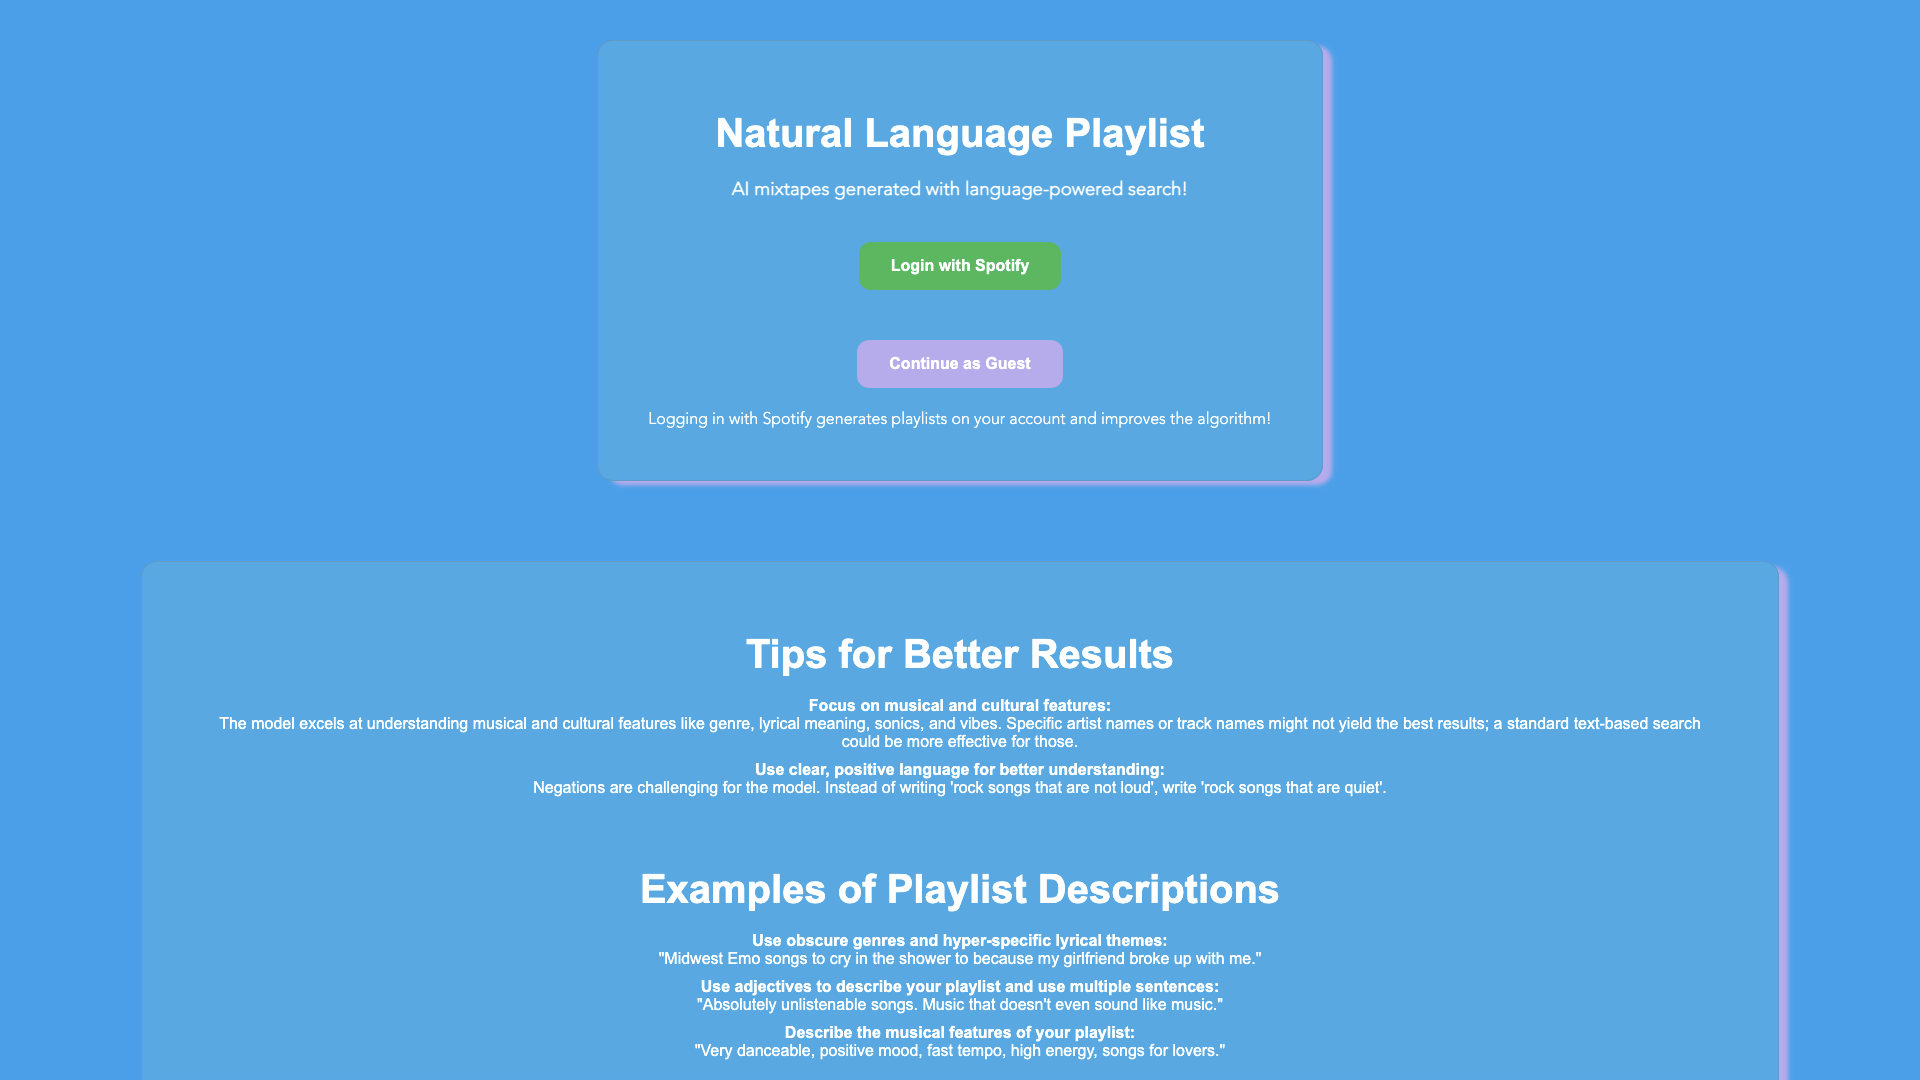 Natural Language Playlist
AI mixtapes generated with language-powered search!
Login with Spotify
Continue as Guest
Logging in with Spotify generates playlists on your account and improves the algorithm!
Tips for Better Results
Focus on musical and cultural features:
The model excels at understanding musical and cultural features like genre, lyrical meaning, sonics, and vibes. Specific artist names or track names might not yield the best results; a standard text-based search
could be more effective for those.
Use clear, positive language for better understanding:
Negations are challenging for the model. Instead of writing 'rock songs that are not loud', write 'rock songs that are quiet'.
Examples of Playlist Descriptions
Use obscure genres and hyper-specific lyrical themes:
"Midwest Emo songs to cry in the shower to because my girlfriend broke up with me."
Use adjectives to describe your playlist and use multiple sentences:
"Absolutely unlistenable songs. Music that doesn't even sound like music."
Describe the musical features of your playlist:
"Very danceable, positive mood, fast tempo, high energy, songs for lovers."